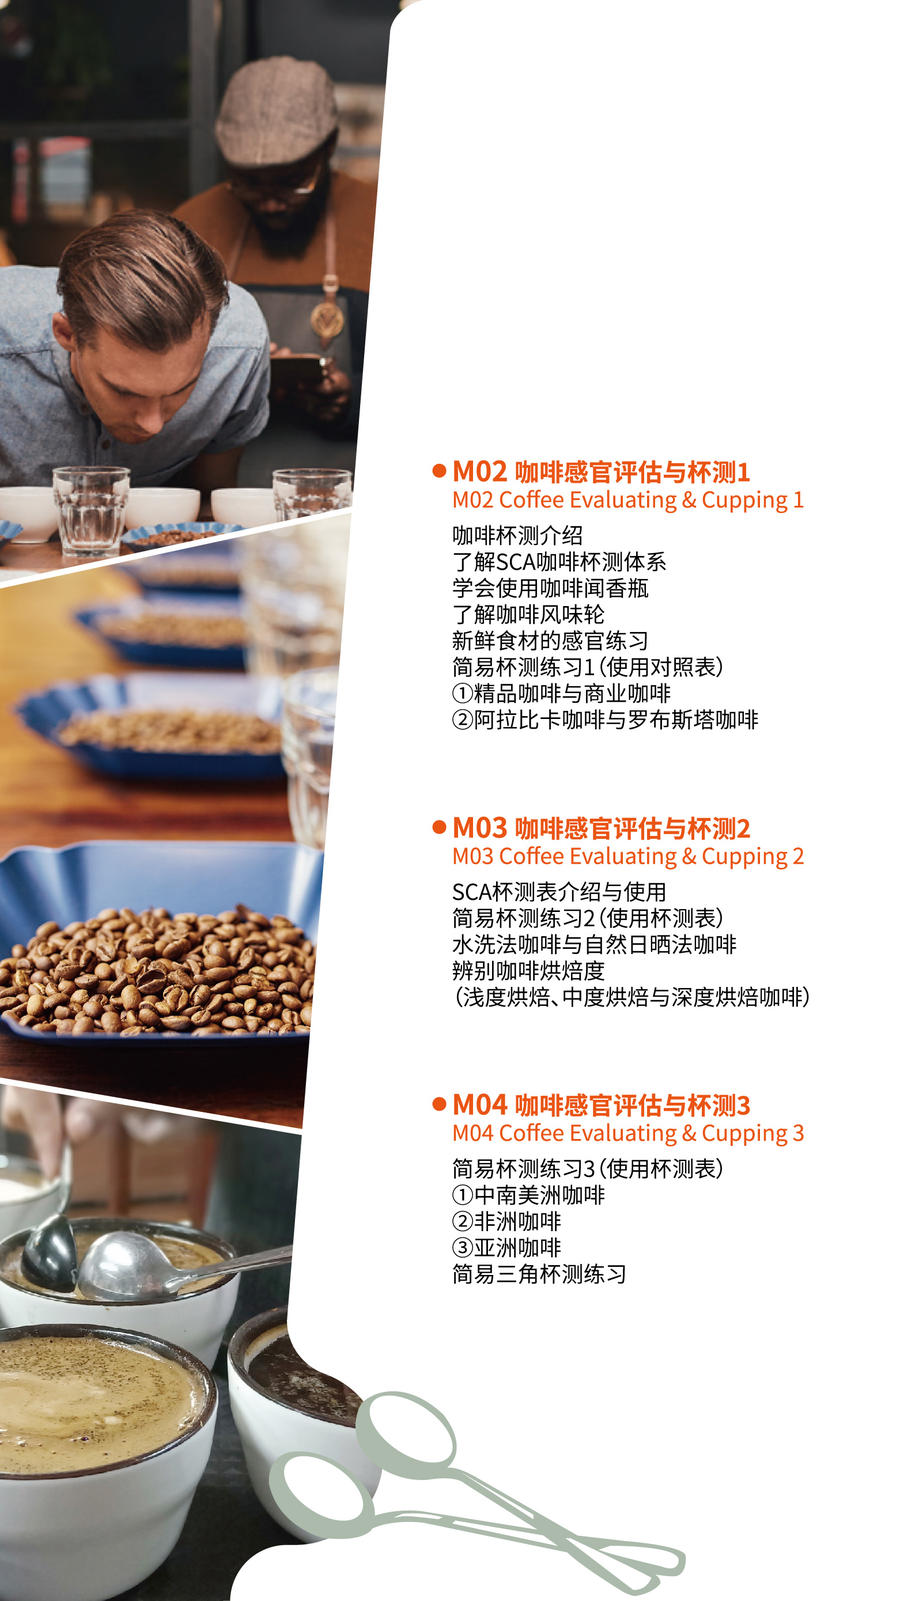 M02 咖啡感官评估与杯测1
M02 Coffee Evaluating & Cupping 1
咖啡杯测介绍
了解SCA咖啡杯测体系
学会使用咖啡闻香瓶
了解咖啡风味轮
新鲜食材的感官练习
简易杯测练习1（使用对照表）
①精品咖啡与商业咖啡
②阿拉比卡咖啡与罗布斯塔咖啡
M03 咖啡感官评估与杯测2
M03 Coffee Evaluating & Cupping 2
SCA杯测表介绍与使用
简易杯测练习2（使用杯测表）
水洗法咖啡与自然日晒法咖啡
辨别咖啡烘焙度
（浅度烘焙、中度烘焙与深度烘焙咖啡）
M04 咖啡感官评估与杯测3
M04 Coffee Evaluating & Cupping 3
简易杯测练习3（使用杯测表）
①中南美洲咖啡
②非洲咖啡
③亚洲咖啡
简易三角杯测练习